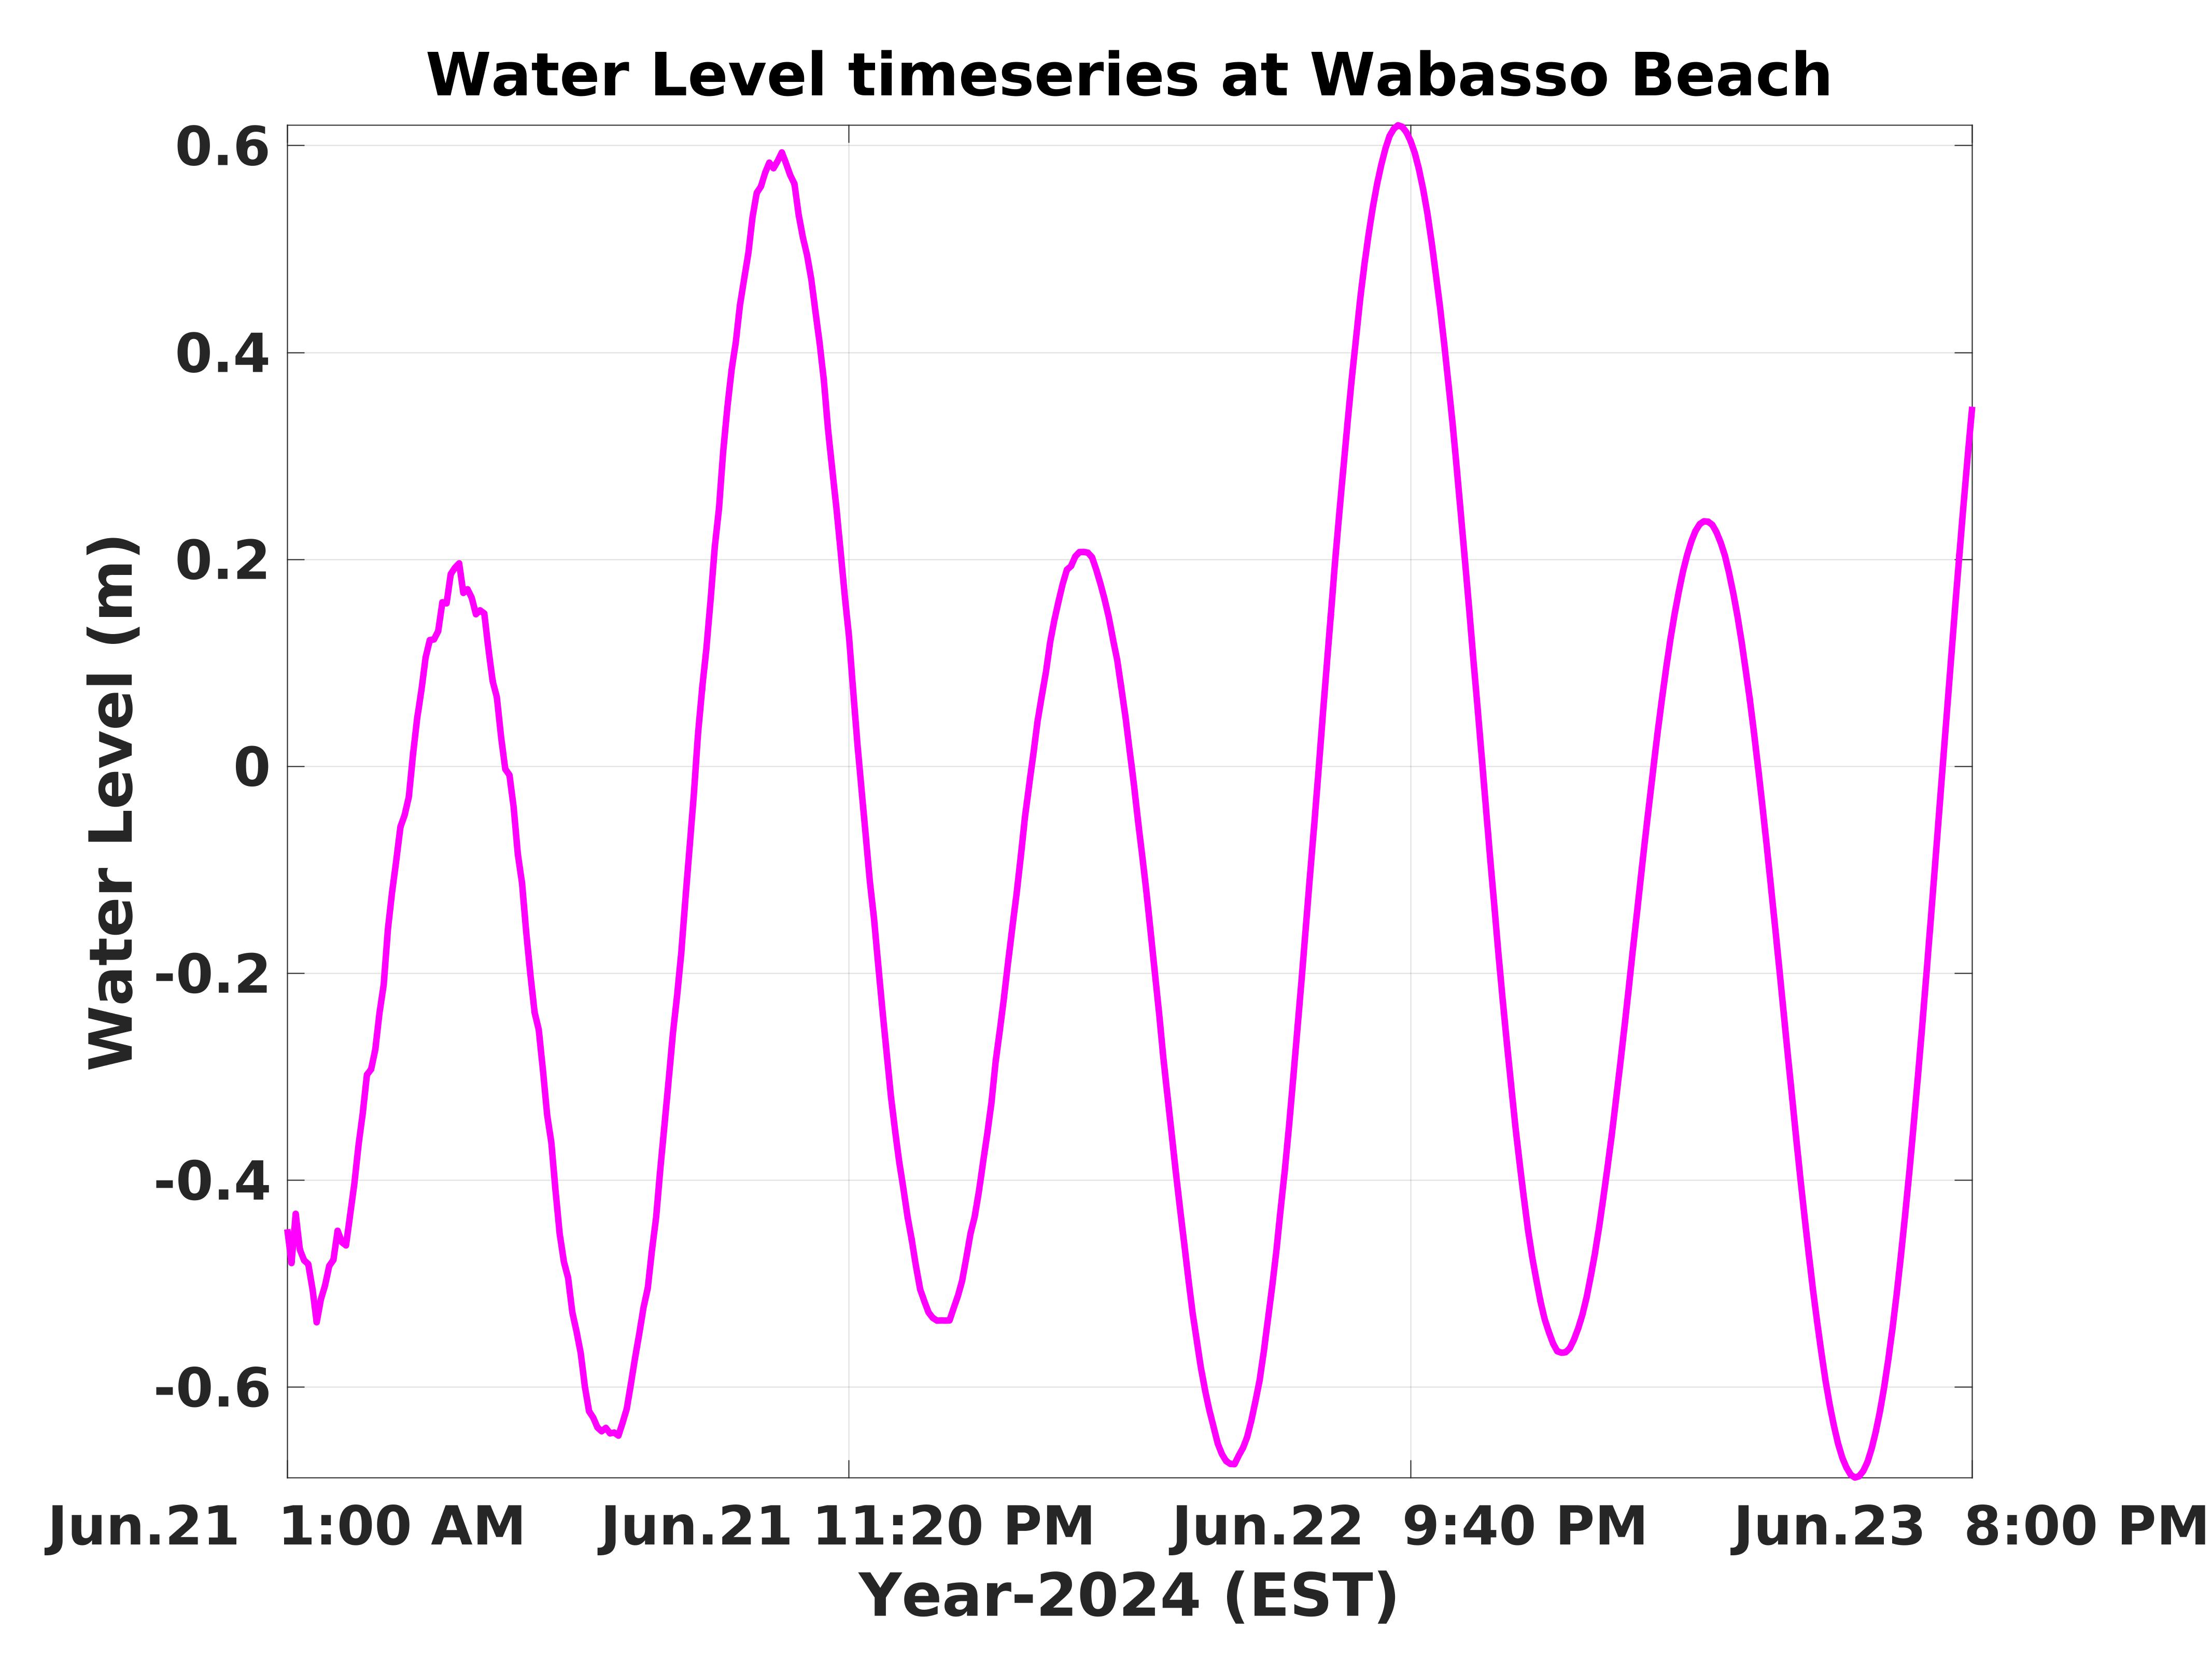 Water Level timeseries at Wabasso Beach
0.6
0.4
0.2
0
-0.2
-0.4
-0.6
Water Level (m)
Jun.21 1:00 AM Jun.21 11:20 PM Jun.22 9:40 PM Jun.23 8:00 PM
Year-2024 (EST)